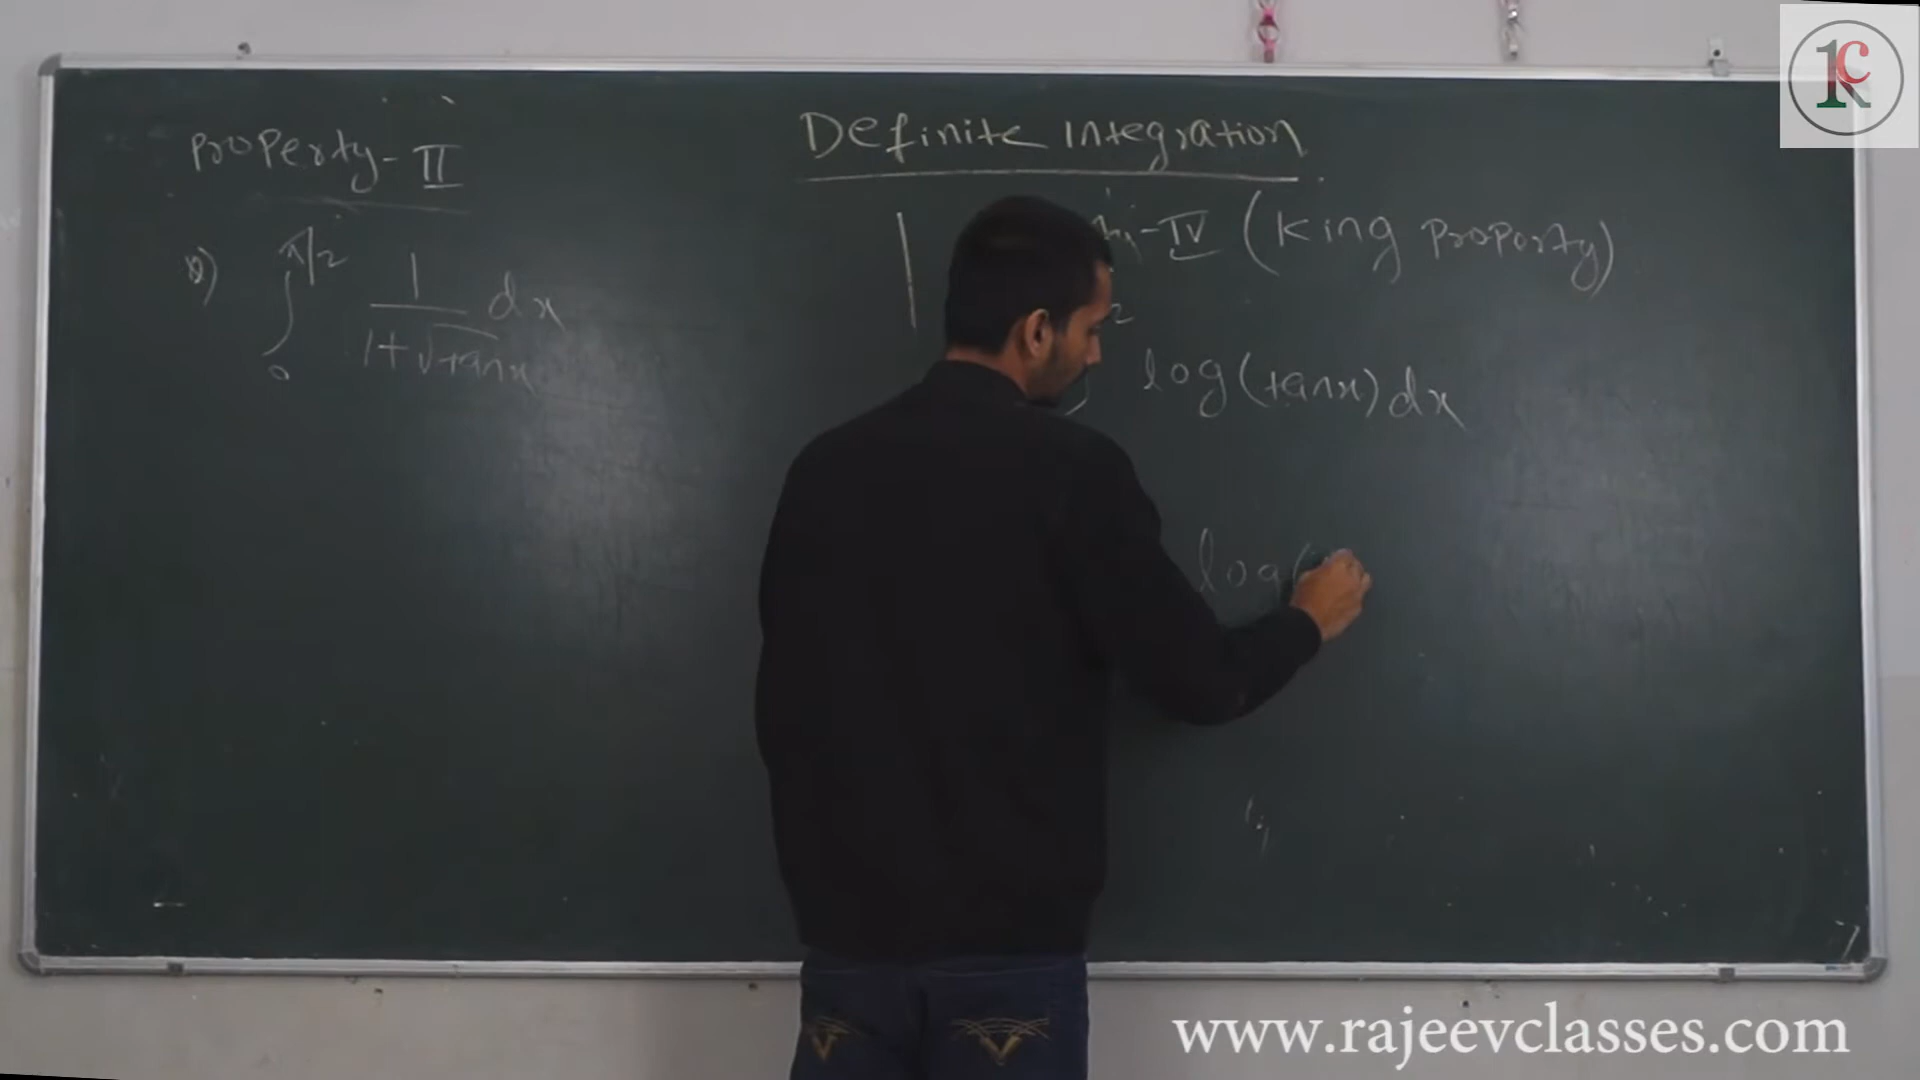 Definite Integration
Property-II
-IV (King Property)
∫₀^π/2 1/(1+√tanx) dx
log(tanx)dx
log(
www.rajeevclasses.com